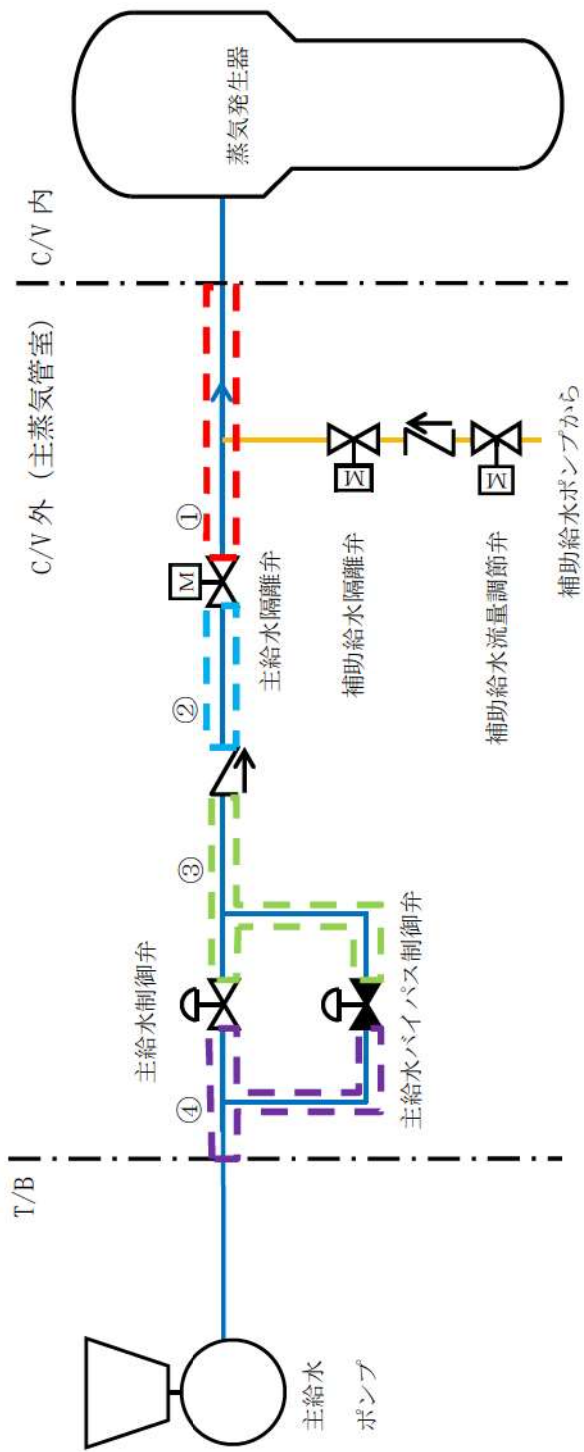 T/B
C/V 外（主蒸気管室）
C/V 内
④
③
②
①
主給水制御弁
M
主給水隔離弁
蒸気発生器
主給水
ポンプ
主給水バイパス制御弁
M
補助給水隔離弁
M
補助給水流量調節弁
補助給水ポンプから